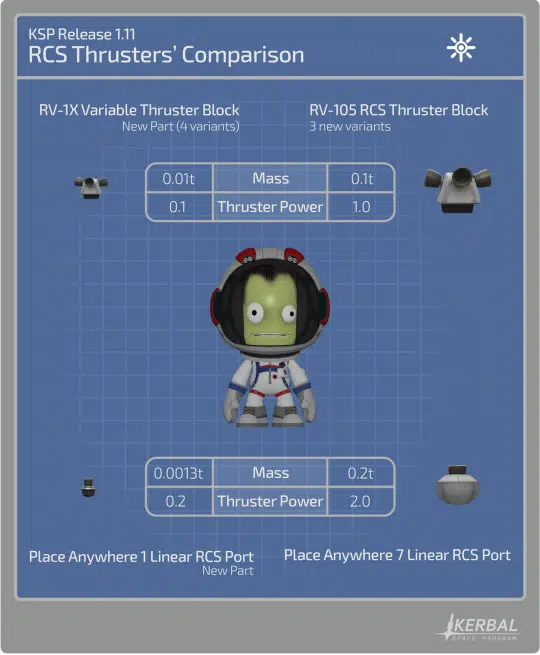 KSP Release 1.11
RCS Thrusters’ Comparison
RV-1X Variable Thruster Block
New Part (4 variants)
RV-105 RCS Thruster Block
3 new variants
0.01t Mass 0.1t
0.1 Thruster Power 1.0
0.0013t Mass 0.2t
0.2 Thruster Power 2.0
Place Anywhere 1 Linear RCS Port
New Part
Place Anywhere 7 Linear RCS Port
KERBAL
SPACE PROGRAM